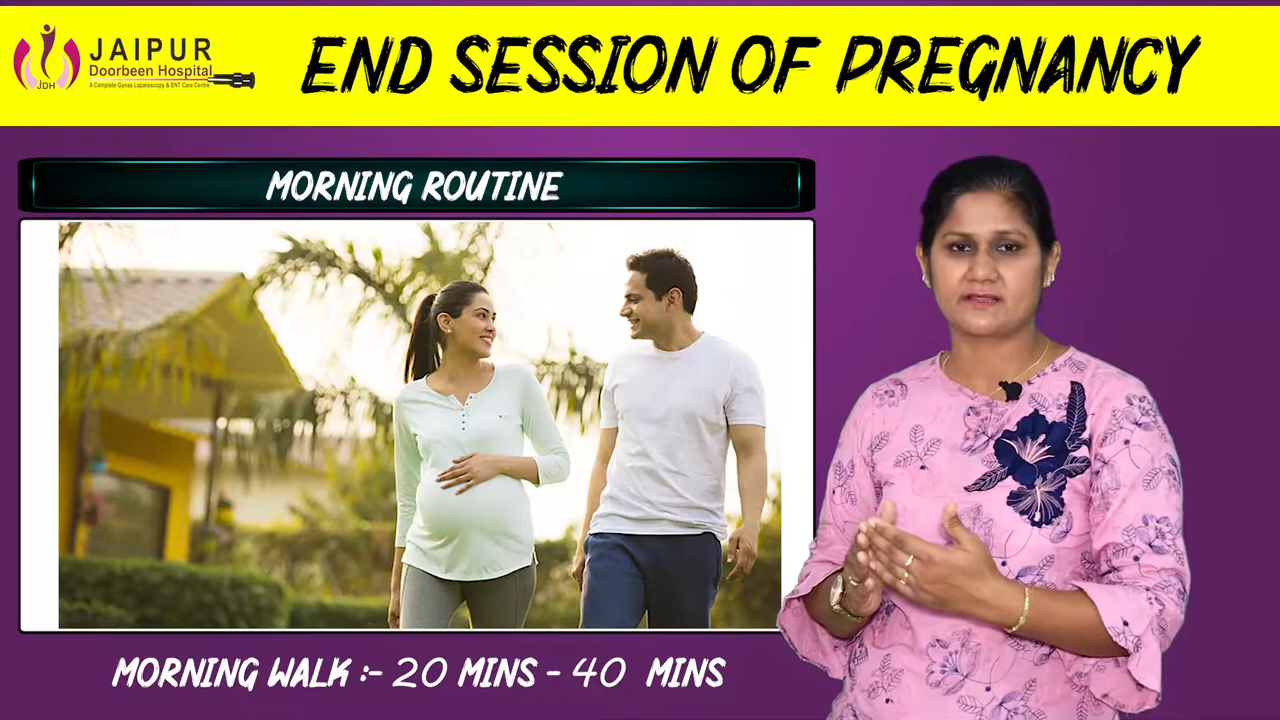 JAIPUR
Doorbeen Hospital
A Complete Gynae Laparoscopy & ENT Care Centre
JDH
END SESSION OF PREGNANCY
MORNING ROUTINE
MORNING WALK :- 20 MINS - 40 MINS